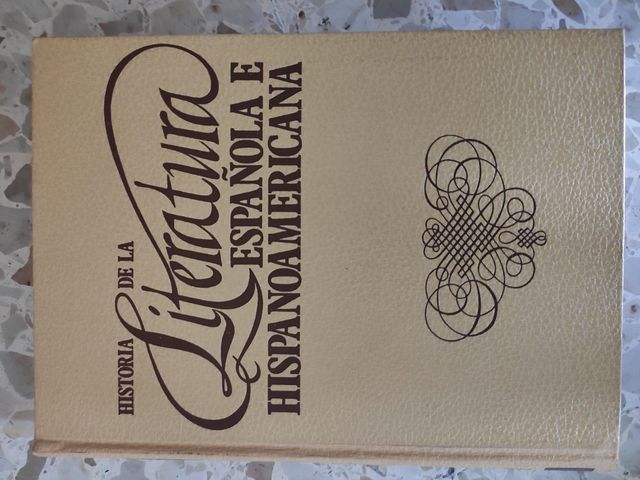 HISTORIA DE LA
Literatura
ESPAÑOLA E
HISPANOAMERICANA